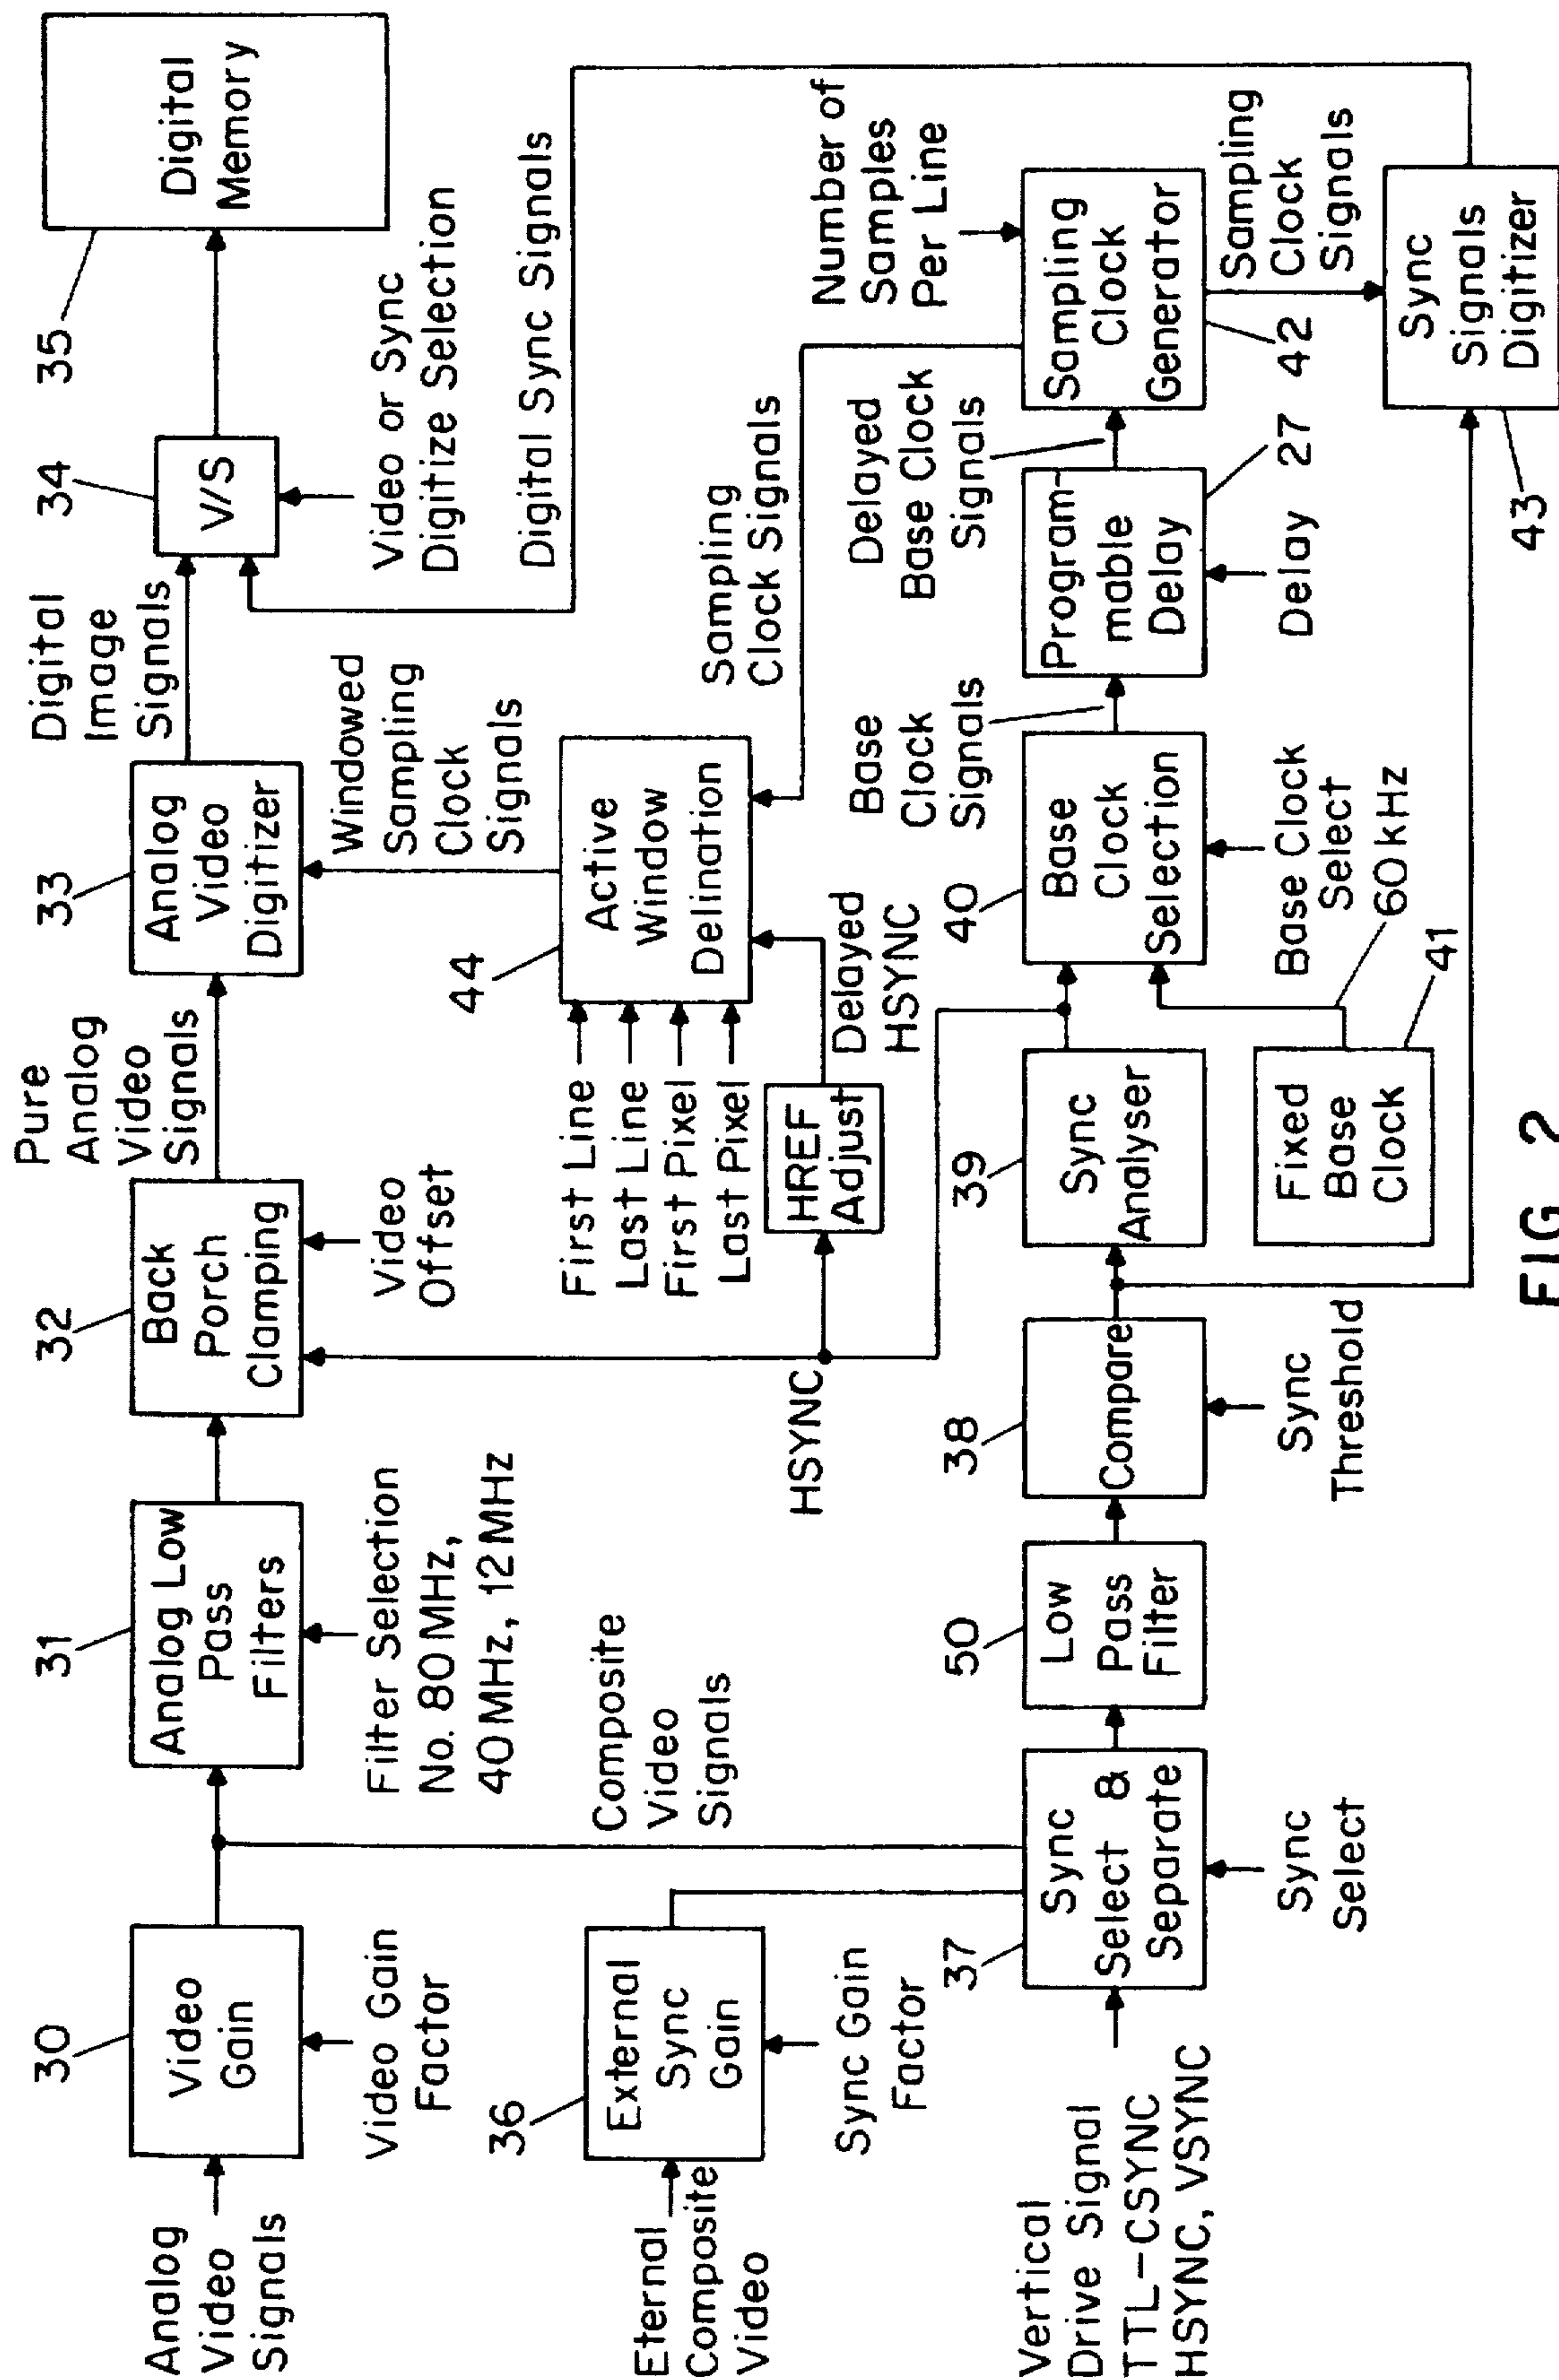 Analog
Video
Signals
30
Video
Gain
Video Gain
Factor
31
Analog Low
Pass
Filters
Filter Selection
No. 80MHz,
40MHz, 12MHz
32
Back
Porch
Clamping
Video
Offset
Pure
Analog
Video
Signals
33
Analog
Video
Digitizer
Digital
Image
Signals
34
V/S
Video or Sync
Digitize Selection
35
Digital
Memory
Digital Sync Signals
Windowed
Sampling
Clock
Signals
44
Active
Window
Delination
First Line
Last Line
First Pixel
Last Pixel
HREF
Adjust
Delayed
HSYNC
HSYNC
Sampling
Clock Signals
Eternal
Composite
Video
36
External
Sync
Gain
Sync Gain
Factor
Composite
Video
Signals
Vertical
Drive Signal
TTL-CSYNC
HSYNC, VSYNC
37
Sync
Select &
Separate
Sync
Select
50
Low
Pass
Filter
38
Compare
Sync
Threshold
39
Sync
Analyser
Fixed
Base
Clock
41
60kHz
40
Base
Clock
Selection
Base Clock
Select
Base
Clock
Signals
Program-
mable
Delay
27
Delay
Delayed
Base Clock
Signals
Sampling
Clock
Generator
42
Number of
Samples
Per Line
Sampling
Clock
Signals
Sync
Signals
Digitizer
43
FIG. 2